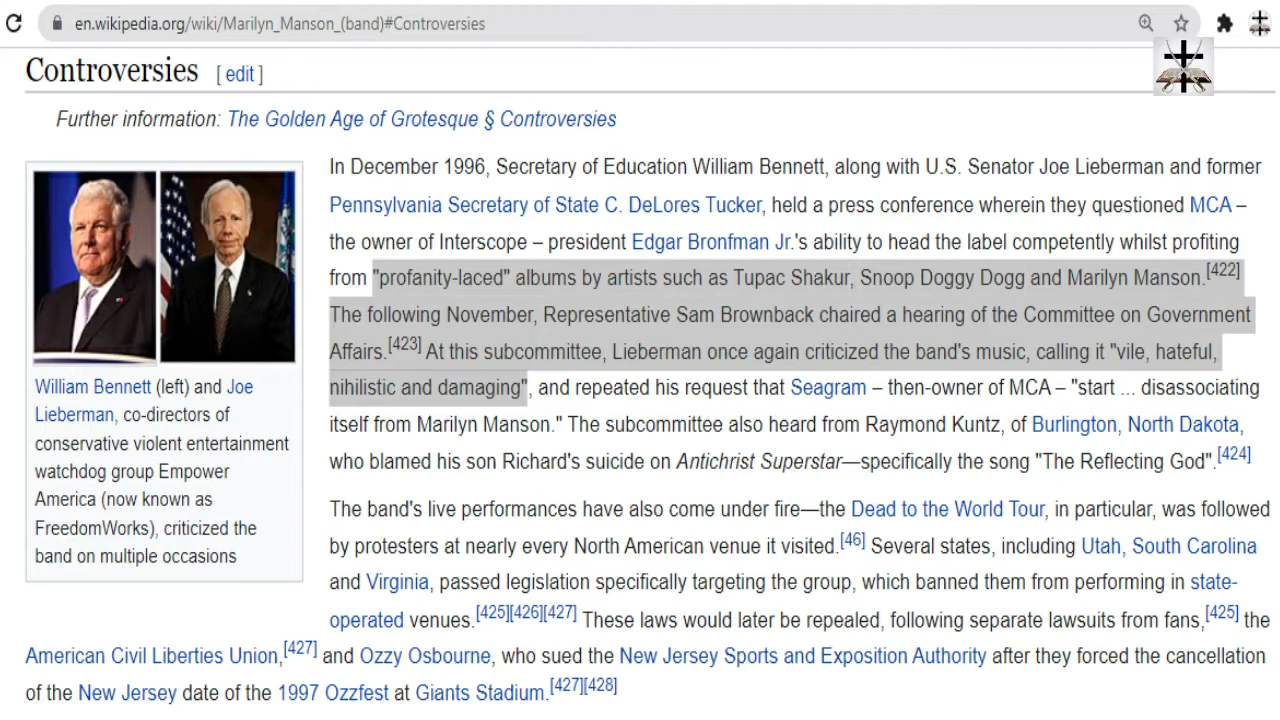 en.wikipedia.org/wiki/Marilyn_Manson_(band)#Controversies
Controversies [ edit ]
Further information: The Golden Age of Grotesque § Controversies
William Bennett (left) and Joe
Lieberman, co-directors of
conservative violent entertainment
watchdog group Empower
America (now known as
FreedomWorks), criticized the
band on multiple occasions
In December 1996, Secretary of Education William Bennett, along with U.S. Senator Joe Lieberman and former
Pennsylvania Secretary of State C. DeLores Tucker, held a press conference wherein they questioned MCA –
the owner of Interscope – president Edgar Bronfman Jr.'s ability to head the label competently whilst profiting
from "profanity-laced" albums by artists such as Tupac Shakur, Snoop Doggy Dogg and Marilyn Manson.[422]
The following November, Representative Sam Brownback chaired a hearing of the Committee on Government
Affairs.[423] At this subcommittee, Lieberman once again criticized the band's music, calling it "vile, hateful,
nihilistic and damaging", and repeated his request that Seagram – then-owner of MCA – "start ... disassociating
itself from Marilyn Manson." The subcommittee also heard from Raymond Kuntz, of Burlington, North Dakota,
who blamed his son Richard's suicide on Antichrist Superstar—specifically the song "The Reflecting God".[424]
The band's live performances have also come under fire—the Dead to the World Tour, in particular, was followed
by protesters at nearly every North American venue it visited.[46] Several states, including Utah, South Carolina
and Virginia, passed legislation specifically targeting the group, which banned them from performing in state-
operated venues.[425][426][427] These laws would later be repealed, following separate lawsuits from fans,[425] the
American Civil Liberties Union,[427] and Ozzy Osbourne, who sued the New Jersey Sports and Exposition Authority after they forced the cancellation
of the New Jersey date of the 1997 Ozzfest at Giants Stadium.[427][428]